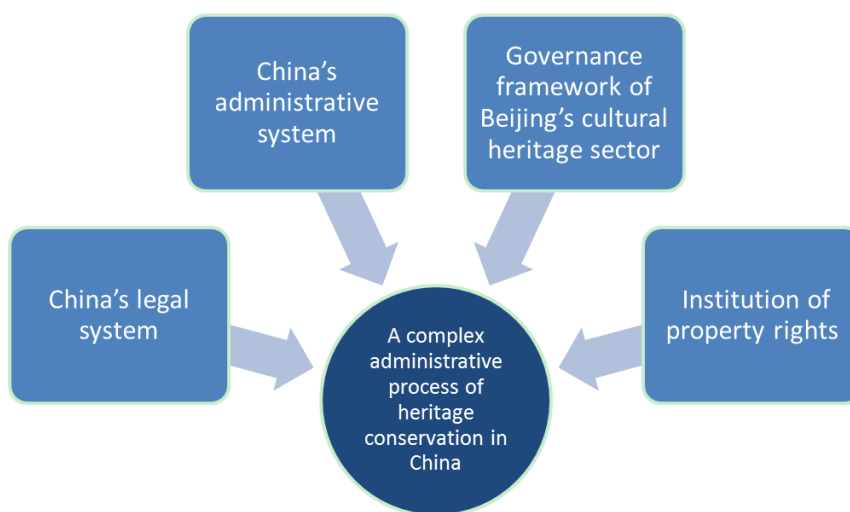 China’s
administrative
system
Governance
framework of
Beijing’s cultural
heritage sector
China’s legal
system
Institution of
property rights
A complex
administrative
process of
heritage
conservation in
China